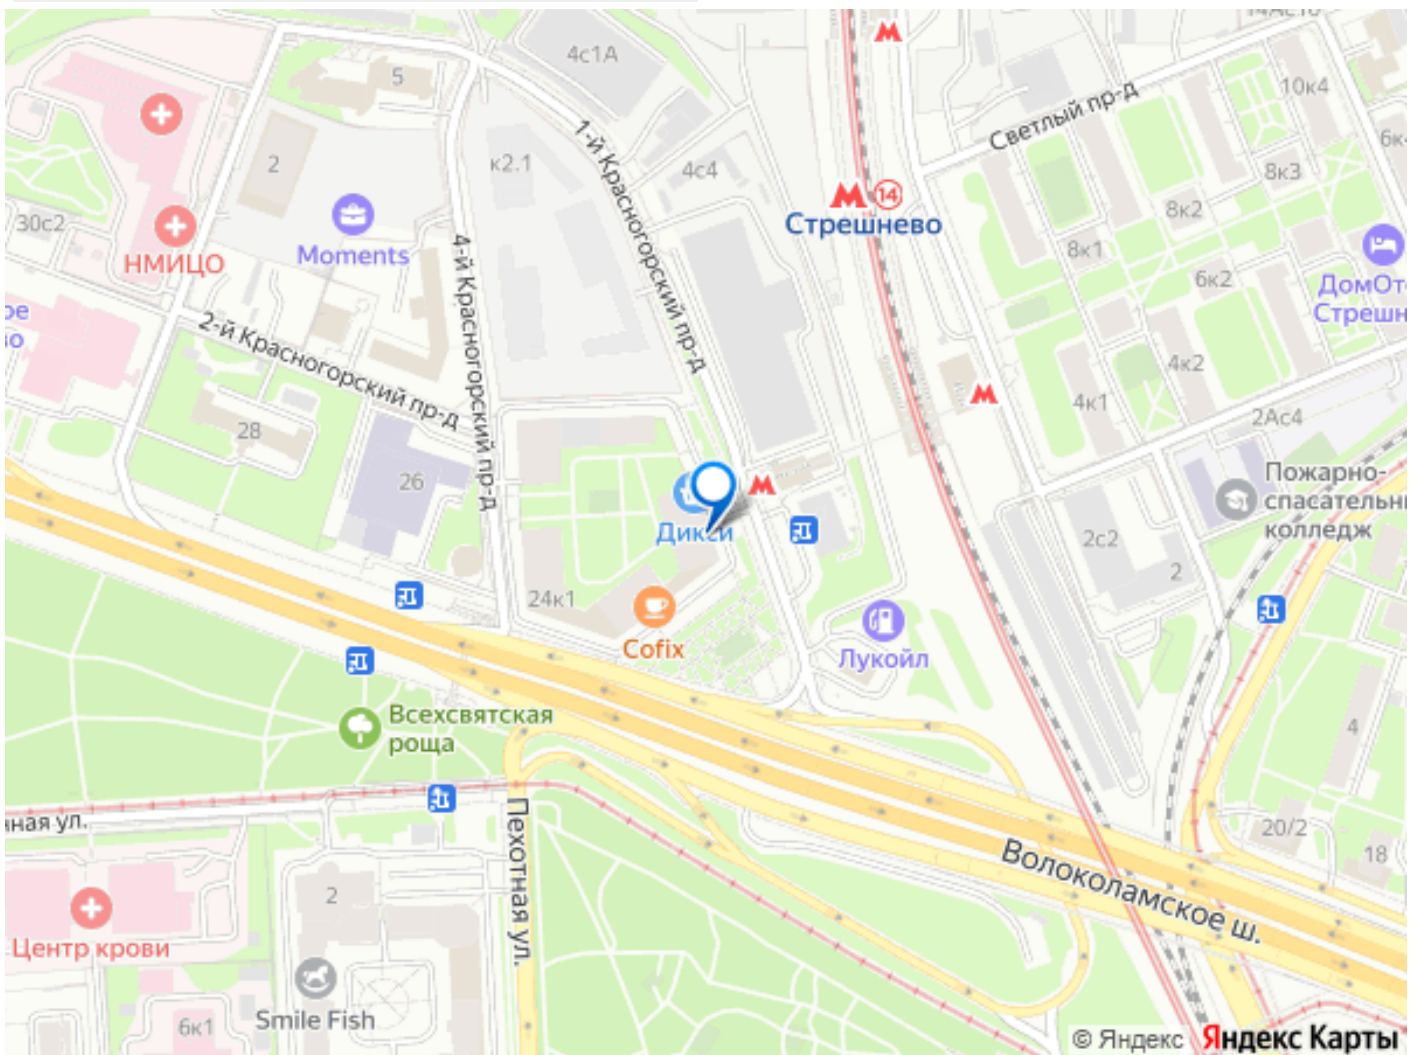 4с1А
5
10к4
Светлый пр-д
1-й Красногорский пр-д
2
к2.1
4с4
8к3
14
Стрешнево
8к2
30с2
Moments
НМИЦО
4-й Красногорский пр-д
8к1
6к2
2-й Красногорский пр-д
4к2
28
4к1
2Ас4
26
Пожарно-
спасательны
колледж
Дикси
2с2
2
24к1
Cofix
Лукойл
Всехсвятская
роща
4
Пехотная ул.
20/2
18
Волоколамское ш.
2
Центр крови
Smile Fish
6к1
© Яндекс Яндекс Карты